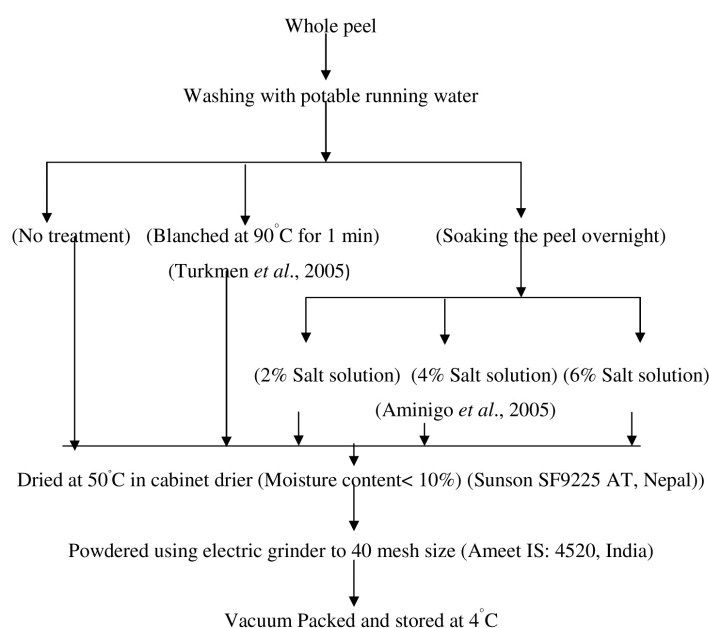 Whole peel
Washing with potable running water
(No treatment) (Blanched at 90°C for 1 min) (Soaking the peel overnight)
(Turkmen et al., 2005)
(2% Salt solution) (4% Salt solution) (6% Salt solution)
(Aminigo et al., 2005)
Dried at 50°C in cabinet drier (Moisture content< 10%) (Sunson SF9225 AT, Nepal))
Powdered using electric grinder to 40 mesh size (Ameet IS: 4520, India)
Vacuum Packed and stored at 4°C